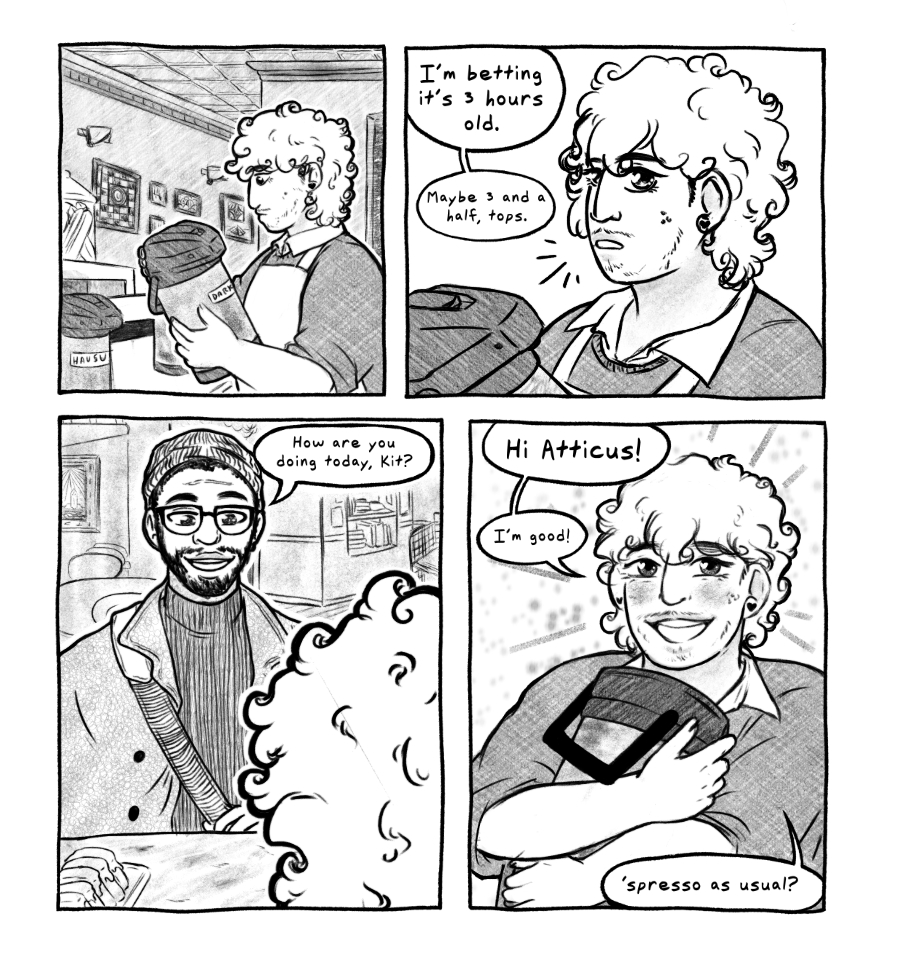 DARK
HAUSU
I'm betting
it's 3 hours
old.
Maybe 3 and a
half, tops.
How are you
doing today, Kit?
Hi Atticus!
I'm good!
'spresso as usual?